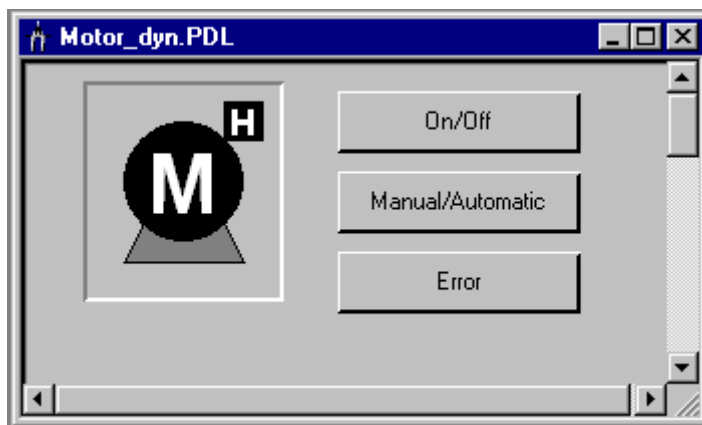 Motor_dyn.PDL
H
M
On/Off
Manual/Automatic
Error